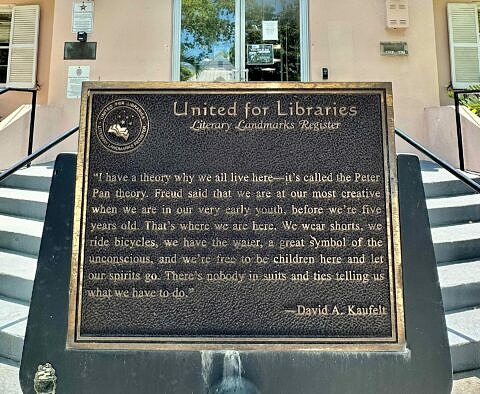 United for Libraries
Literary Landmarks Register
"I have a theory why we all live here—it's called the Peter
Pan theory. Freud said that we are at our most creative
when we are in our very early youth, before we're five
years old. That's where we are here. We wear shorts, we
ride bicycles, we have the water, a great symbol of the
unconscious, and we're free to be children here and let
our spirits go. There's nobody in suits and ties telling us
what we have to do."
—David A. Kaufelt